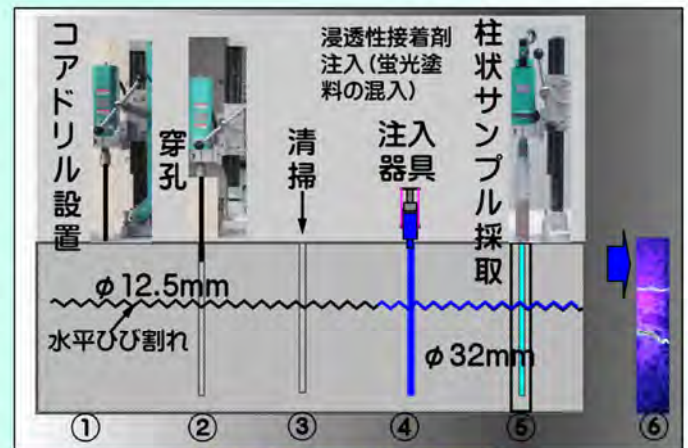 コアドリル設置
穿孔
清掃
浸透性接着剤
注入(蛍光塗
料の混入)
注入
器具
柱状サンプル採取
φ12.5mm
水平ひび割れ
φ32mm
① ② ③ ④ ⑤ ⑥